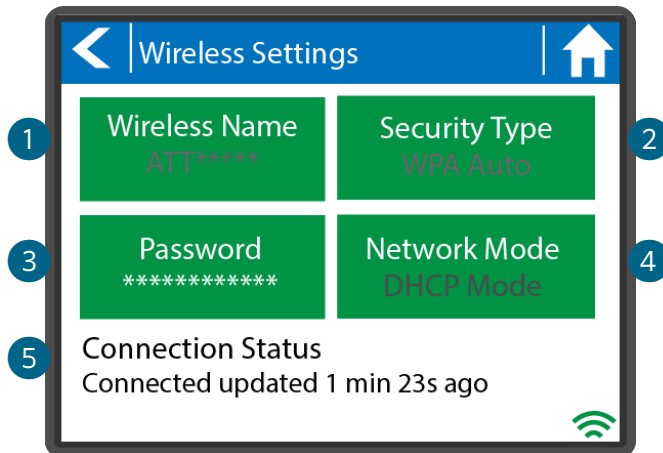 Wireless Settings
1
Wireless Name
ATT*****
Security Type
WPA Auto
2
3
Password
************
Network Mode
DHCP Mode
4
5
Connection Status
Connected updated 1 min 23s ago